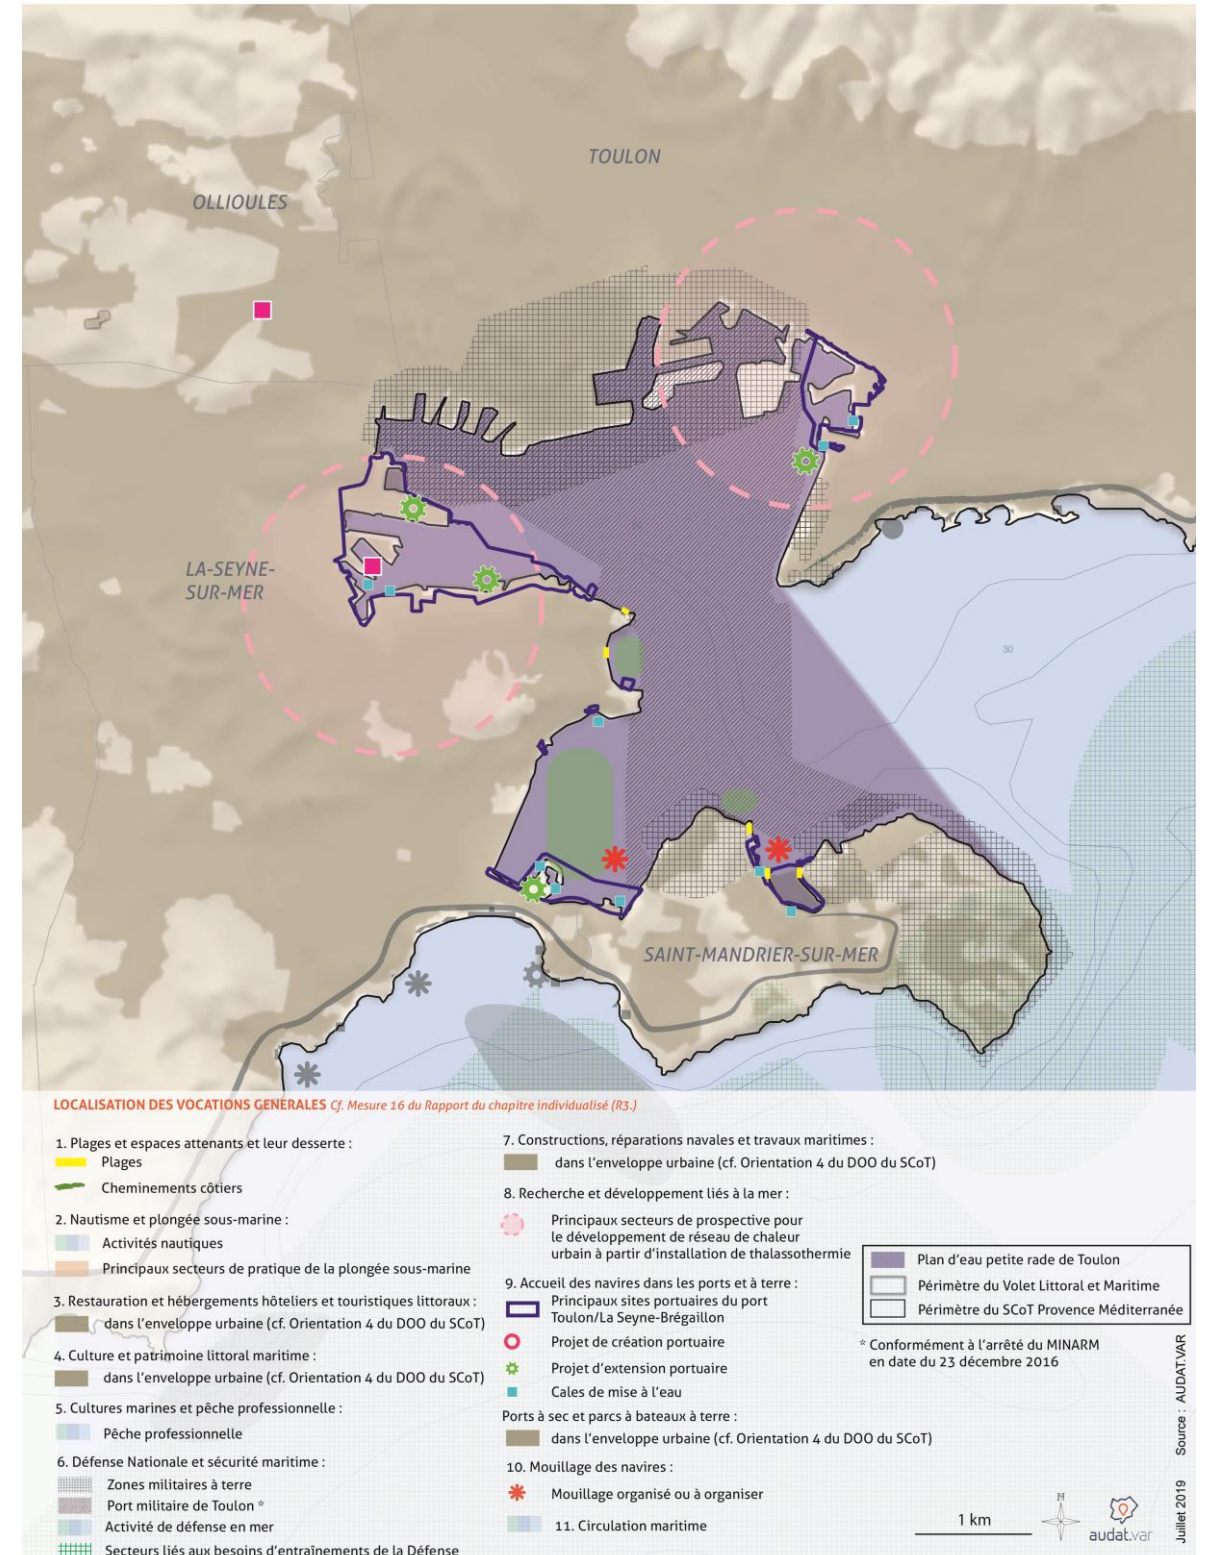 TOULON
OLLIOULES
LA-SEYNE-
SUR-MER
30
SAINT-MANDRIER-SUR-MER
LOCALISATION DES VOCATIONS GENERALES Cf. Mesure 16 du Rapport du chapitre individualisé (R3.)
1. Plages et espaces attenants et leur desserte :
Plages
Cheminements côtiers
2. Nautisme et plongée sous-marine :
Activités nautiques
Principaux secteurs de pratique de la plongée sous-marine
3. Restauration et hébergements hôteliers et touristiques littoraux :
dans l'enveloppe urbaine (cf. Orientation 4 du DOO du SCoT)
4. Culture et patrimoine littoral maritime :
dans l'enveloppe urbaine (cf. Orientation 4 du DOO du SCoT)
5. Cultures marines et pêche professionnelle :
Pêche professionnelle
6. Défense Nationale et sécurité maritime :
Zones militaires à terre
Port militaire de Toulon *
Activité de défense en mer
Secteurs liés aux besoins d'entraînements de la Défense
7. Constructions, réparations navales et travaux maritimes :
dans l'enveloppe urbaine (cf. Orientation 4 du DOO du SCoT)
8. Recherche et développement liés à la mer :
Principaux secteurs de prospective pour
le développement de réseau de chaleur
urbain à partir d'installation de thalassothermie
9. Accueil des navires dans les ports et à terre :
Principaux sites portuaires du port
Toulon/La Seyne-Brégaillon
Projet de création portuaire
Projet d'extension portuaire
Cales de mise à l'eau
Ports à sec et parcs à bateaux à terre :
dans l'enveloppe urbaine (cf. Orientation 4 du DOO du SCoT)
10. Mouillage des navires :
Mouillage organisé ou à organiser
11. Circulation maritime
Plan d'eau petite rade de Toulon
Périmètre du Volet Littoral et Maritime
Périmètre du SCoT Provence Méditerranée
* Conformément à l'arrêté du MINARM
en date du 23 décembre 2016
1 km
N
audat.var
Juillet 2019 Source : AUDAT.VAR